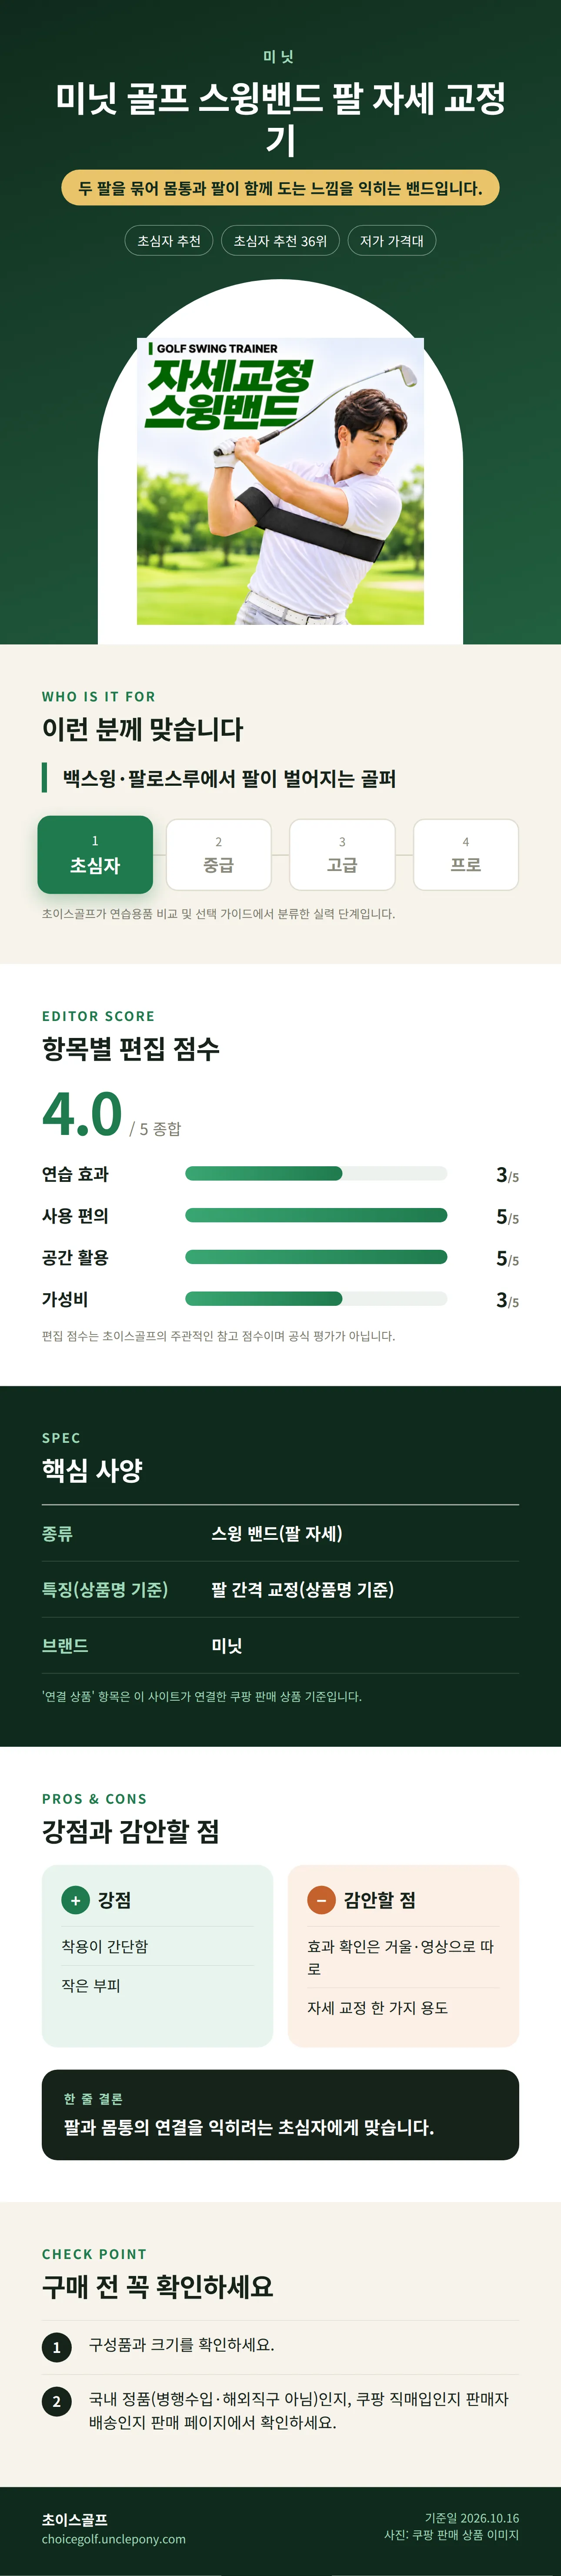 미닛
미닛 골프 스윙밴드 팔 자세 교정
기
두 팔을 묶어 몸통과 팔이 함께 도는 느낌을 익히는 밴드입니다.
초심자 추천
초심자 추천 36위
저가 가격대
GOLF SWING TRAINER
자세교정
스윙밴드
WHO IS IT FOR
이런 분께 맞습니다
백스윙·팔로스루에서 팔이 벌어지는 골퍼
1
초심자
2
중급
3
고급
4
프로
초이스골프가 연습용품 비교 및 선택 가이드에서 분류한 실력 단계입니다.
EDITOR SCORE
항목별 편집 점수
4.0 / 5 종합
연습 효과 3/5
사용 편의 5/5
공간 활용 5/5
가성비 3/5
편집 점수는 초이스골프의 주관적인 참고 점수이며 공식 평가가 아닙니다.
SPEC
핵심 사양
종류 스윙 밴드(팔 자세)
특징(상품명 기준) 팔 간격 교정(상품명 기준)
브랜드 미닛
'연결 상품' 항목은 이 사이트가 연결한 쿠팡 판매 상품 기준입니다.
PROS & CONS
강점과 감안할 점
+ 강점
착용이 간단함
작은 부피
− 감안할 점
효과 확인은 거울·영상으로 따
로
자세 교정 한 가지 용도
한 줄 결론
팔과 몸통의 연결을 익히려는 초심자에게 맞습니다.
CHECK POINT
구매 전 꼭 확인하세요
1 구성품과 크기를 확인하세요.
2 국내 정품(병행수입·해외직구 아님)인지, 쿠팡 직매입인지 판매자
배송인지 판매 페이지에서 확인하세요.
초이스골프
choicegolf.unclepony.com
기준일 2026.10.16
사진: 쿠팡 판매 상품 이미지